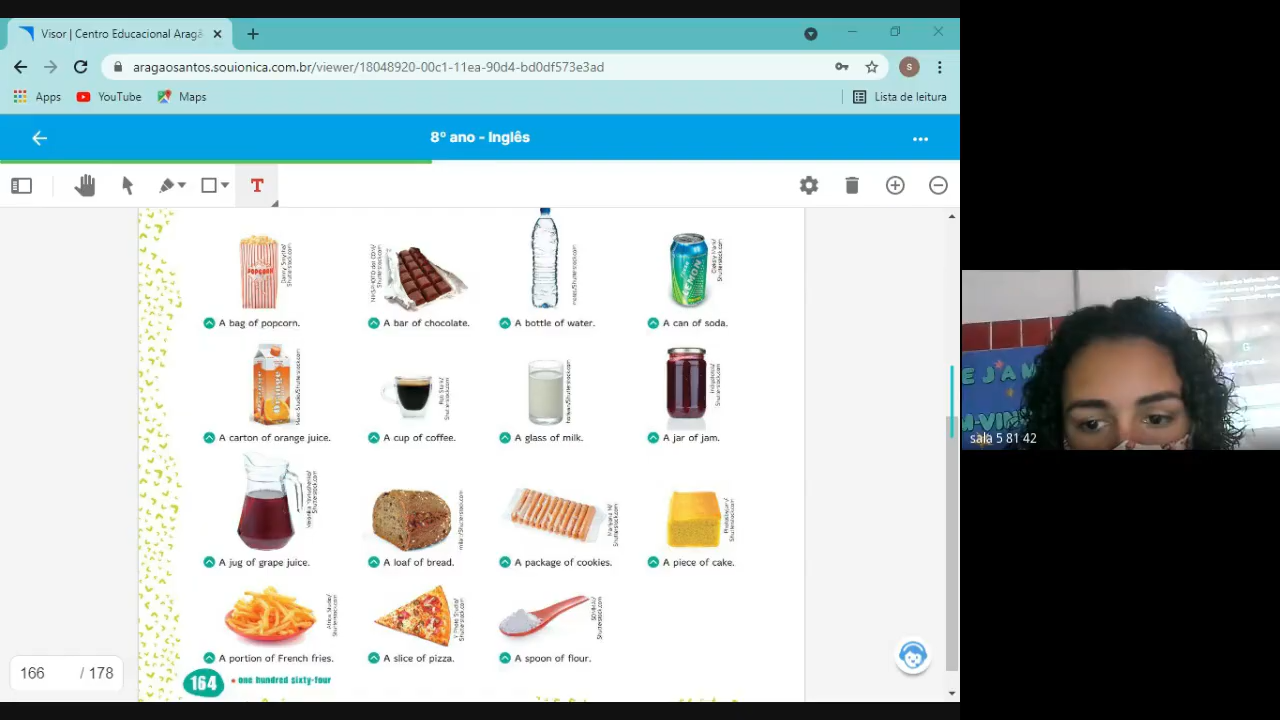 Visor | Centro Educacional Aragã
aragaosantos.souionica.com.br/viewer/18048920-00c1-11ea-90d4-bd0df573e3ad
S
Apps
YouTube
Maps
Lista de leitura
8º ano - Inglês
T
POPCORN
LEMON
A bag of popcorn.
A bar of chocolate.
A bottle of water.
A can of soda.
A carton of orange juice.
A cup of coffee.
A glass of milk.
A jar of jam.
A jug of grape juice.
A loaf of bread.
A package of cookies.
A piece of cake.
A portion of French fries.
A slice of pizza.
A spoon of flour.
166 / 178
164 • one hundred sixty-four
EJAM
M-VIN
sala 5 81 42